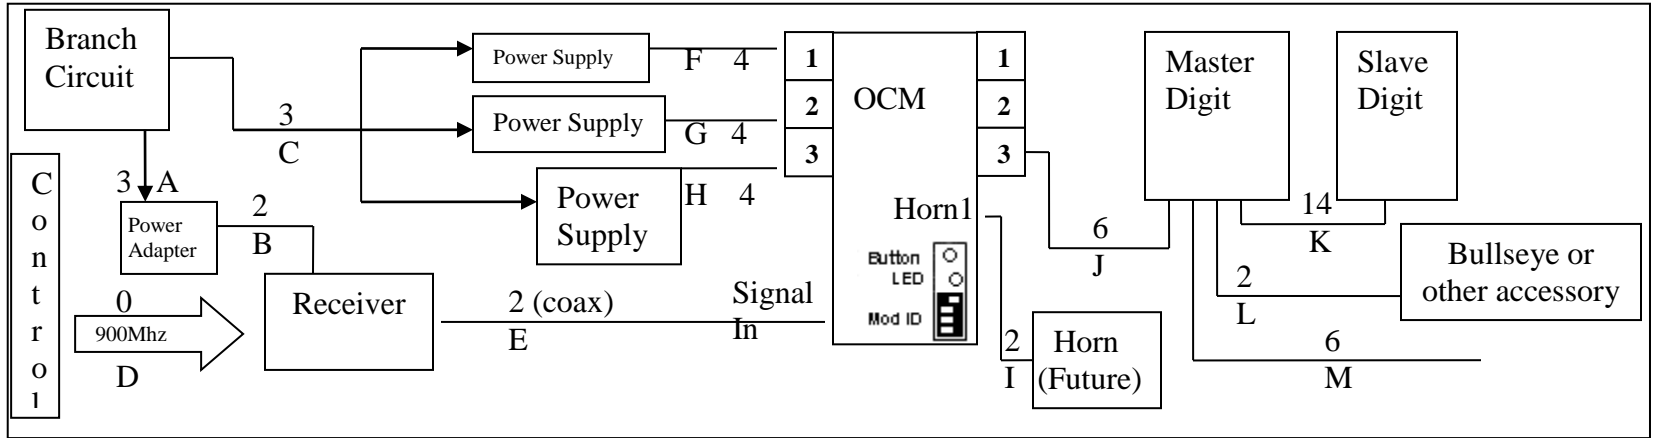 Branch
Circuit
3
C
Power Supply
F 4
Power Supply
G 4
Power
Supply
H 4
1
2
3
OCM
1
2
3
Horn1
Button
LED
Mod ID
Master
Digit
Slave
Digit
14
K
6
J
2
L
Bullseye or
other accessory
6
M
Control
3 A
Power
Adapter
2
B
0
900Mhz
D
Receiver
2 (coax)
E
Signal
In
2
I
Horn
(Future)